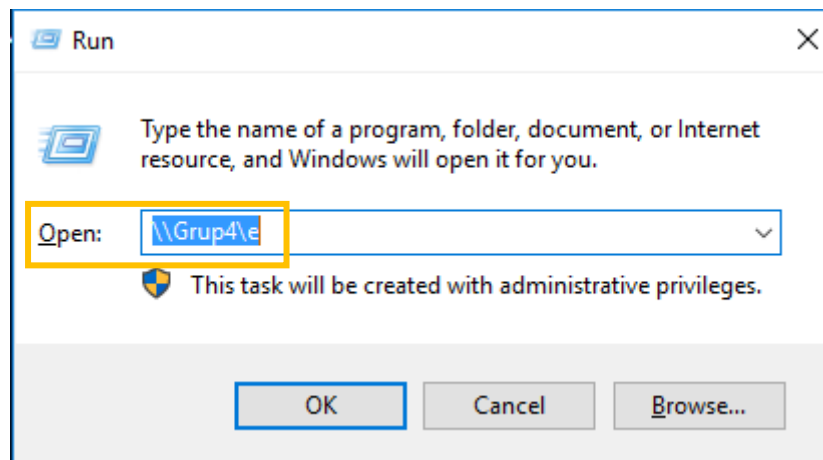 Run
Type the name of a program, folder, document, or Internet
resource, and Windows will open it for you.
Open: \\Grup4\e
This task will be created with administrative privileges.
OK Cancel Browse...